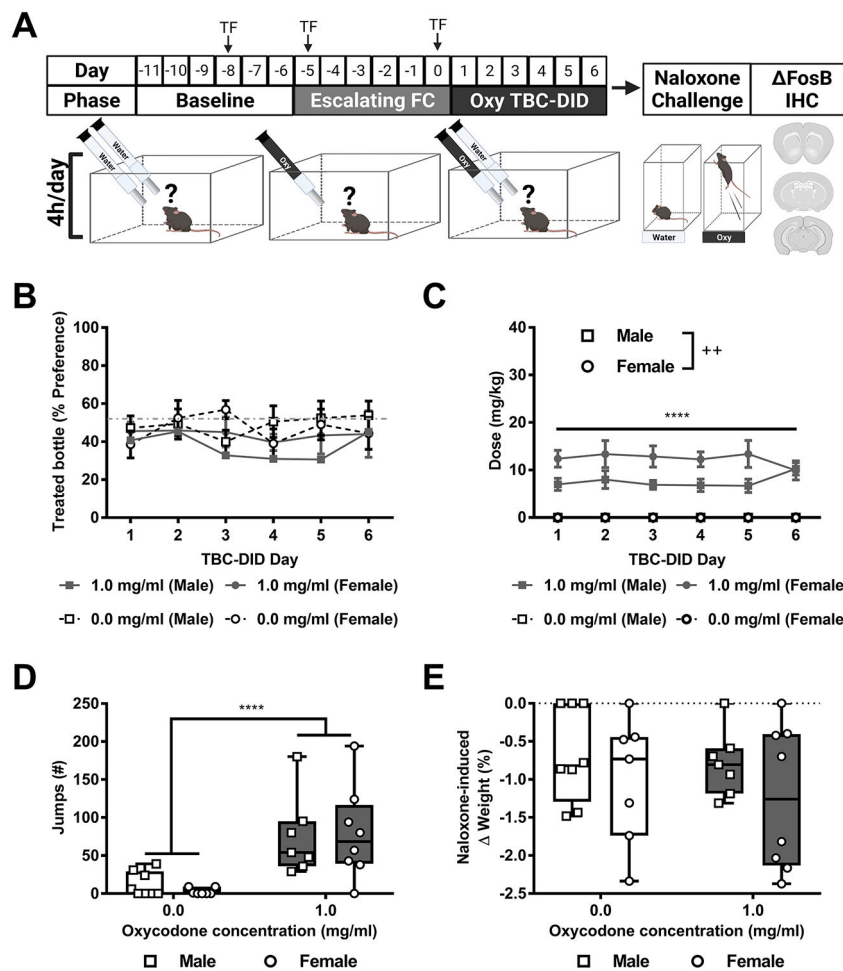 A
TF TF TF
Day -11 -10 -9 -8 -7 -6 -5 -4 -3 -2 -1 0 1 2 3 4 5 6
Phase Baseline Escalating FC Oxy TBC-DID
Naloxone Challenge
ΔFosB IHC
4h/day
Water Water
?
Oxy
?
Oxy Water
?
Water Oxy
B
Treated bottle (% Preference)
100
80
60
40
20
0
1 2 3 4 5 6
TBC-DID Day
1.0 mg/ml (Male) 1.0 mg/ml (Female)
0.0 mg/ml (Male) 0.0 mg/ml (Female)
C
Dose (mg/kg)
40
30
20
10
0
Male
Female
++
****
1 2 3 4 5 6
TBC-DID Day
1.0 mg/ml (Male) 1.0 mg/ml (Female
0.0 mg/ml (Male) 0.0 mg/ml (Female
D
Jumps (#)
250
200
150
100
50
0
****
0.0 1.0
Oxycodone concentration (mg/ml)
Male Female
E
Naloxone-induced
Δ Weight (%)
0.0
-0.5
-1.0
-1.5
-2.0
-2.5
0.0 1.0
Oxycodone concentration (mg/ml)
Male Female